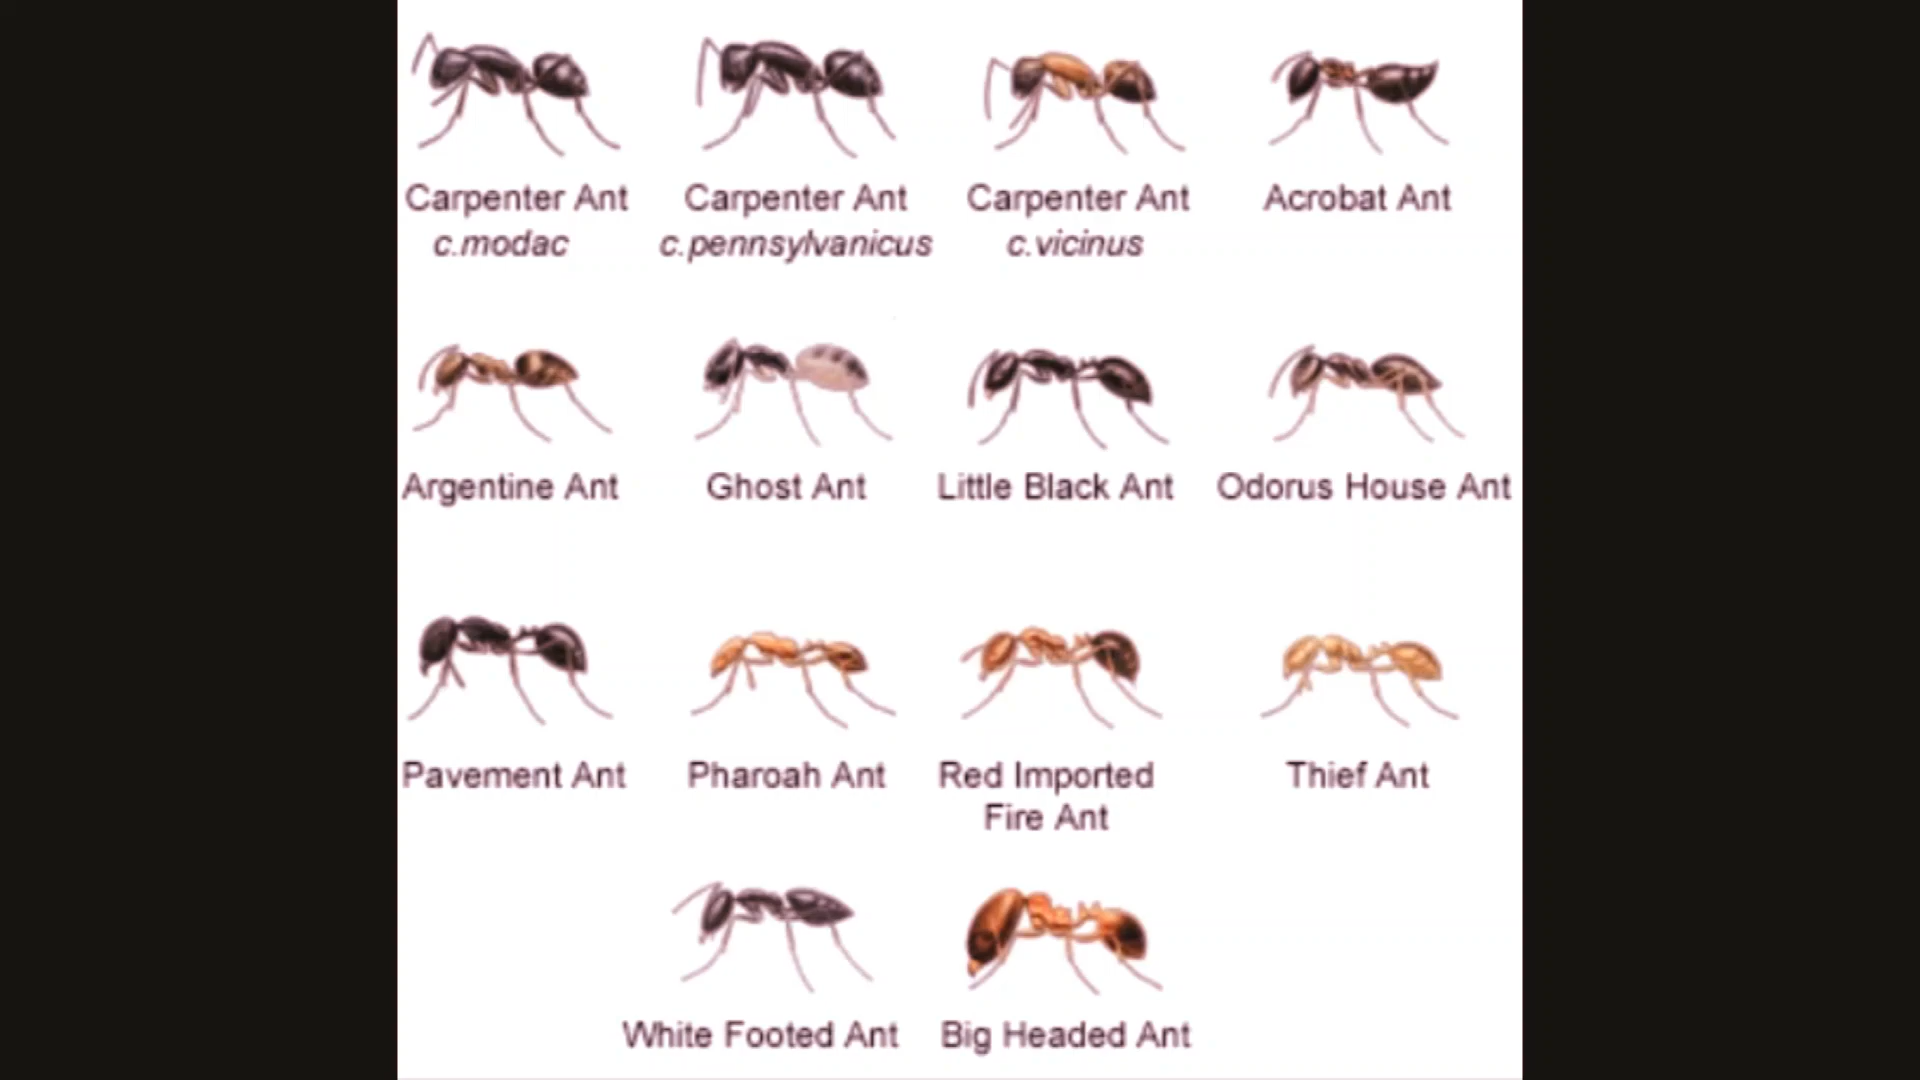 Carpenter Ant Carpenter Ant Carpenter Ant Acrobat Ant
c.modac c.pennsylvanicus c.vicinus
Argentine Ant Ghost Ant Little Black Ant Odorus House Ant
Pavement Ant Pharoah Ant Red Imported Thief Ant
Fire Ant
White Footed Ant Big Headed Ant